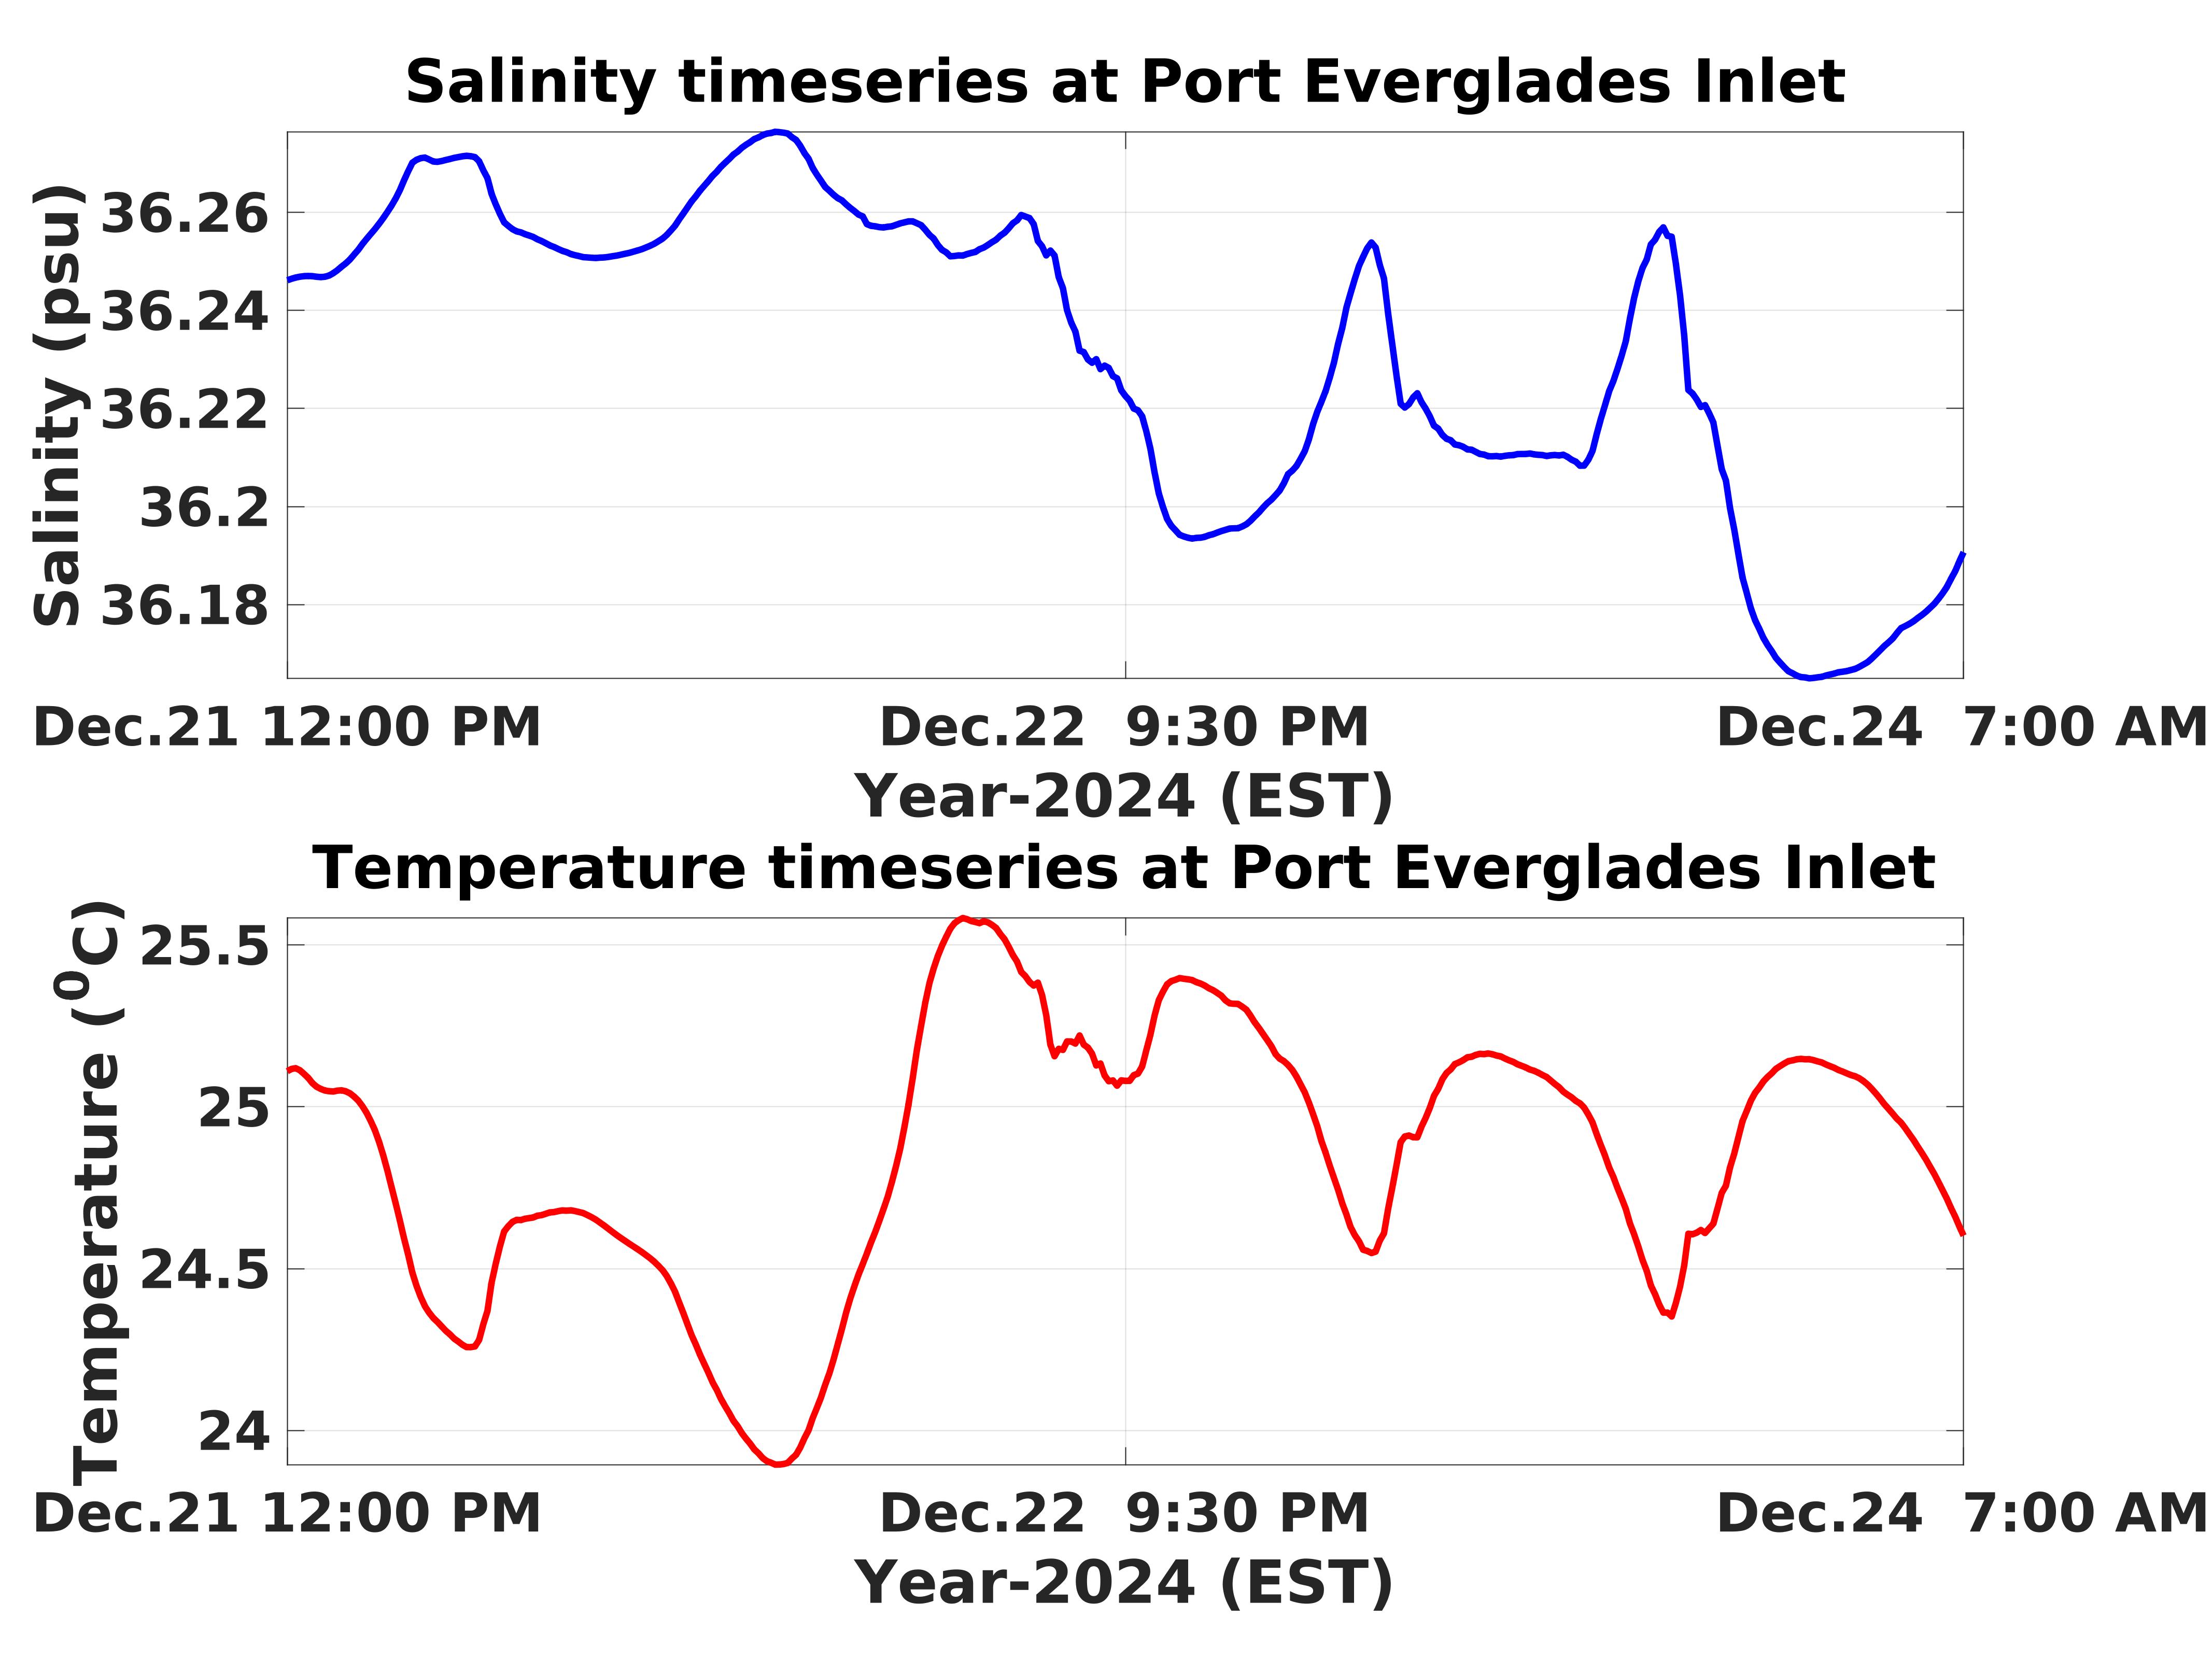 Salinity timeseries at Port Everglades Inlet
Salinity (psu)
36.26
36.24
36.22
36.2
36.18
Dec.21 12:00 PM
Dec.22 9:30 PM
Dec.24 7:00 AM
Year-2024 (EST)
Temperature timeseries at Port Everglades Inlet
Temperature (⁰C)
25.5
25
24.5
24
Dec.21 12:00 PM
Dec.22 9:30 PM
Dec.24 7:00 AM
Year-2024 (EST)